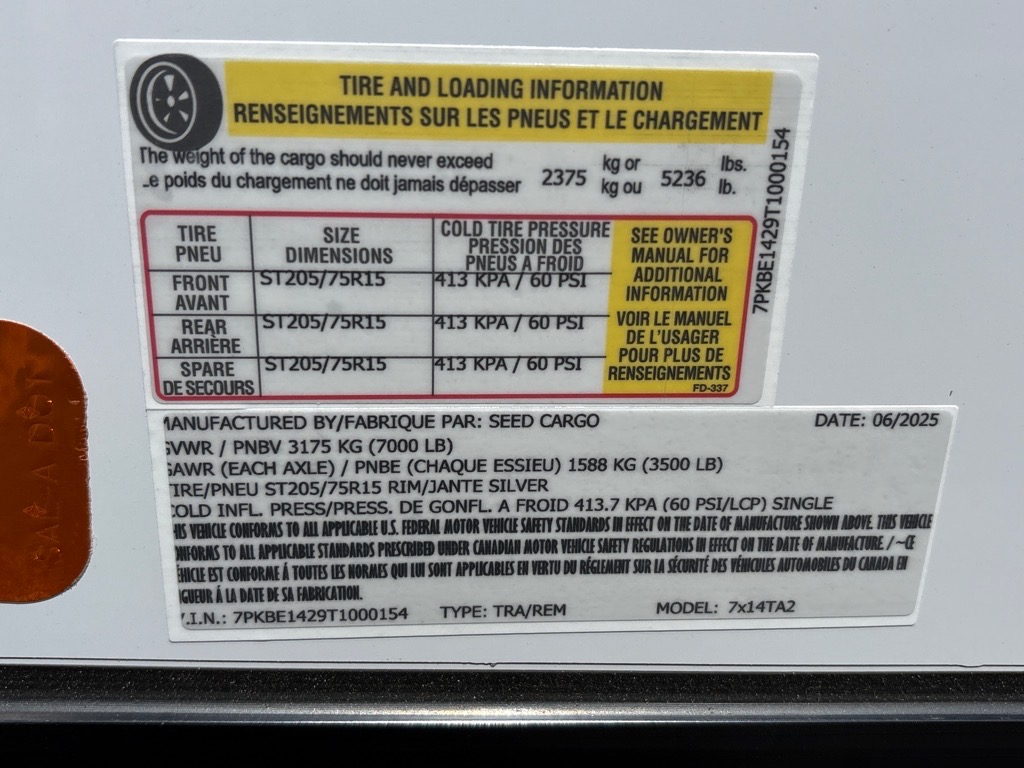 TIRE AND LOADING INFORMATION
RENSEIGNEMENTS SUR LES PNEUS ET LE CHARGEMENT
The weight of the cargo should never exceed 2375 kg or 5236 lbs.
Le poids du chargement ne doit jamais dépasser kg ou lb.
7PKBE1429T1000154
TIRE PNEU
SIZE DIMENSIONS
COLD TIRE PRESSURE PRESSION DES PNEUS A FROID
FRONT AVANT
ST205/75R15
413 KPA / 60 PSI
REAR ARRIÈRE
ST205/75R15
413 KPA / 60 PSI
SPARE DE SECOURS
ST205/75R15
413 KPA / 60 PSI
SEE OWNER'S
MANUAL FOR
ADDITIONAL
INFORMATION
VOIR LE MANUEL
DE L'USAGER
POUR PLUS DE
RENSEIGNEMENTS
FD-337
MANUFACTURED BY/FABRIQUE PAR: SEED CARGO DATE: 06/2025
GVWR / PNBV 3175 KG (7000 LB)
GAWR (EACH AXLE) / PNBE (CHAQUE ESSIEU) 1588 KG (3500 LB)
TIRE/PNEU ST205/75R15 RIM/JANTE SILVER
COLD INFL. PRESS/PRESS. DE GONFL. A FROID 413.7 KPA (60 PSI/LCP) SINGLE
THIS VEHICLE CONFORMS TO ALL APPLICABLE U.S. FEDERAL MOTOR VEHICLE SAFETY STANDARDS IN EFFECT ON THE DATE OF MANUFACTURE SHOWN ABOVE. THIS VEHICLE
CONFORMS TO ALL APPLICABLE STANDARDS PRESCRIBED UNDER CANADIAN MOTOR VEHICLE SAFETY REGULATIONS IN EFFECT ON THE DATE OF MANUFACTURE. / ~CE
VEHICLE EST CONFORME Á TOUTES LES NORMES QUI LUI SONT APPLICABLES EN VERTU DU RÉGLEMENT SUR LA SÉCURITÉ DES VÉHICULES AUTOMOBILES DU CANADA EN
VIGUEUR Á LA DATE DE SA FABRICATION.
V.I.N.: 7PKBE1429T1000154 TYPE: TRA/REM MODEL: 7x14TA2